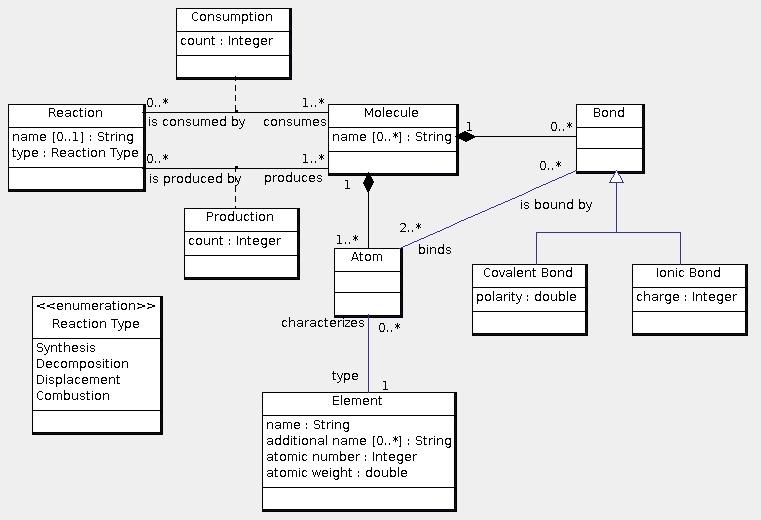 Consumption
count : Integer
Reaction
name [0..1] : String
type : Reaction Type
0..*
1..*
is consumed by
consumes
0..*
1..*
is produced by
produces
Molecule
name [0..*] : String
1
0..*
Bond
Production
count : Integer
1
1..*
0..*
is bound by
2..*
binds
Atom
Covalent Bond
polarity : double
Ionic Bond
charge : Integer
<<enumeration>>
Reaction Type
Synthesis
Decomposition
Displacement
Combustion
characterizes
0..*
type
1
Element
name : String
additional name [0..*] : String
atomic number : Integer
atomic weight : double